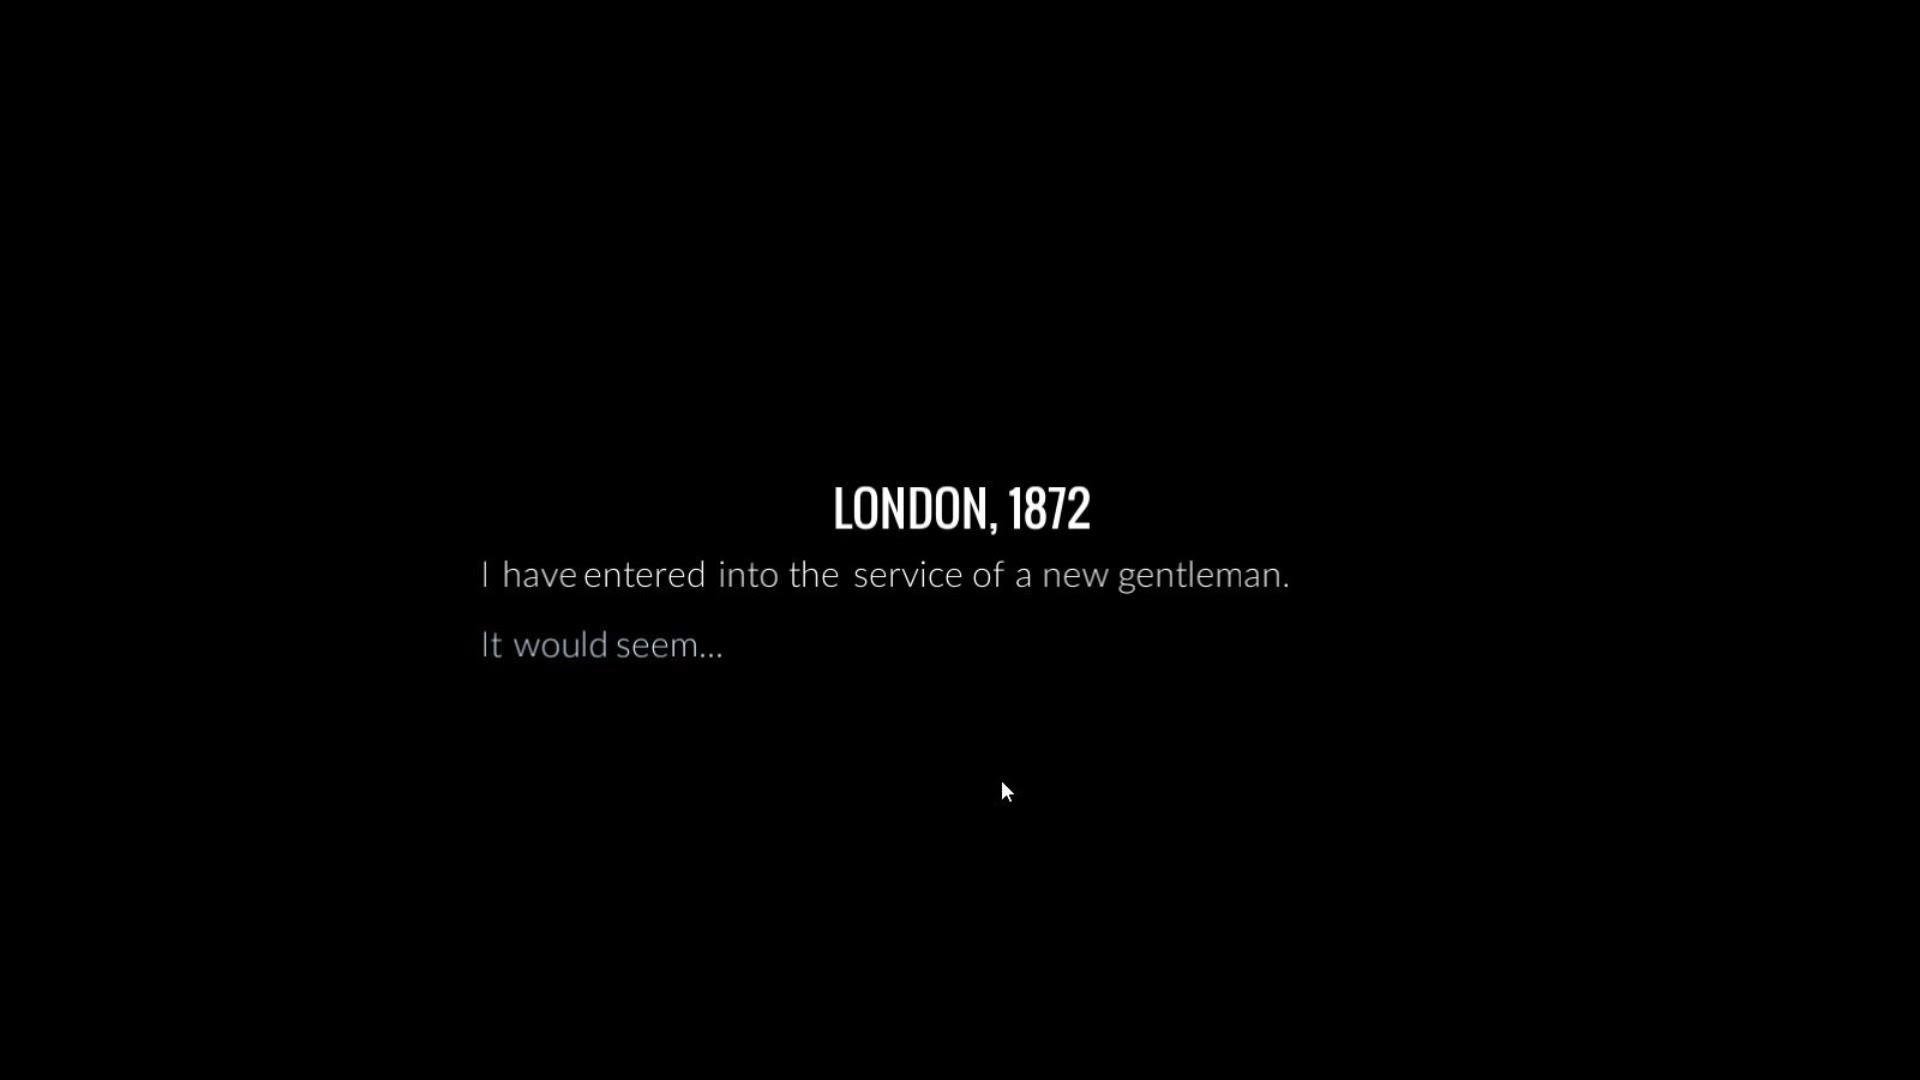 LONDON, 1872
I have entered into the service of a new gentleman.
It would seem...